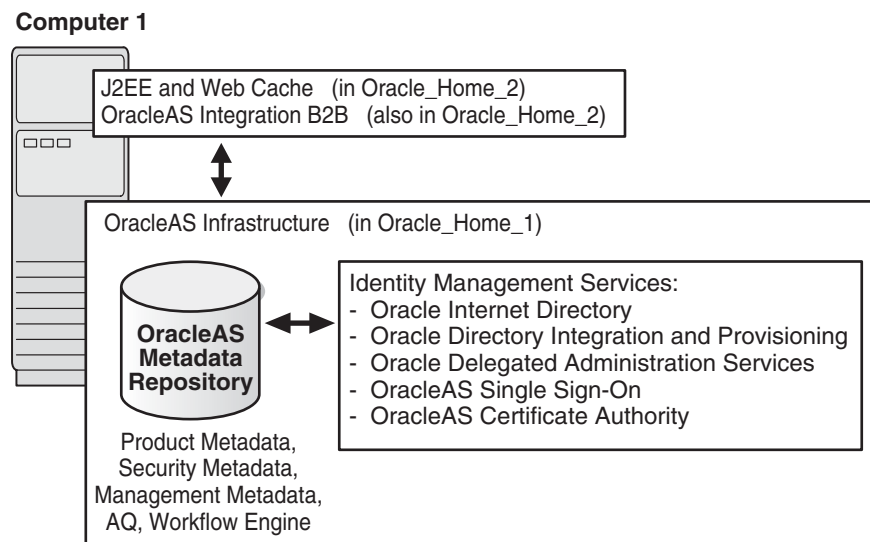 Computer 1
J2EE and Web Cache (in Oracle_Home_2)
OracleAS Integration B2B (also in Oracle_Home_2)
OracleAS Infrastructure (in Oracle_Home_1)
OracleAS
Metadata
Repository
Product Metadata,
Security Metadata,
Management Metadata,
AQ, Workflow Engine
Identity Management Services:
- Oracle Internet Directory
- Oracle Directory Integration and Provisioning
- Oracle Delegated Administration Services
- OracleAS Single Sign-On
- OracleAS Certificate Authority